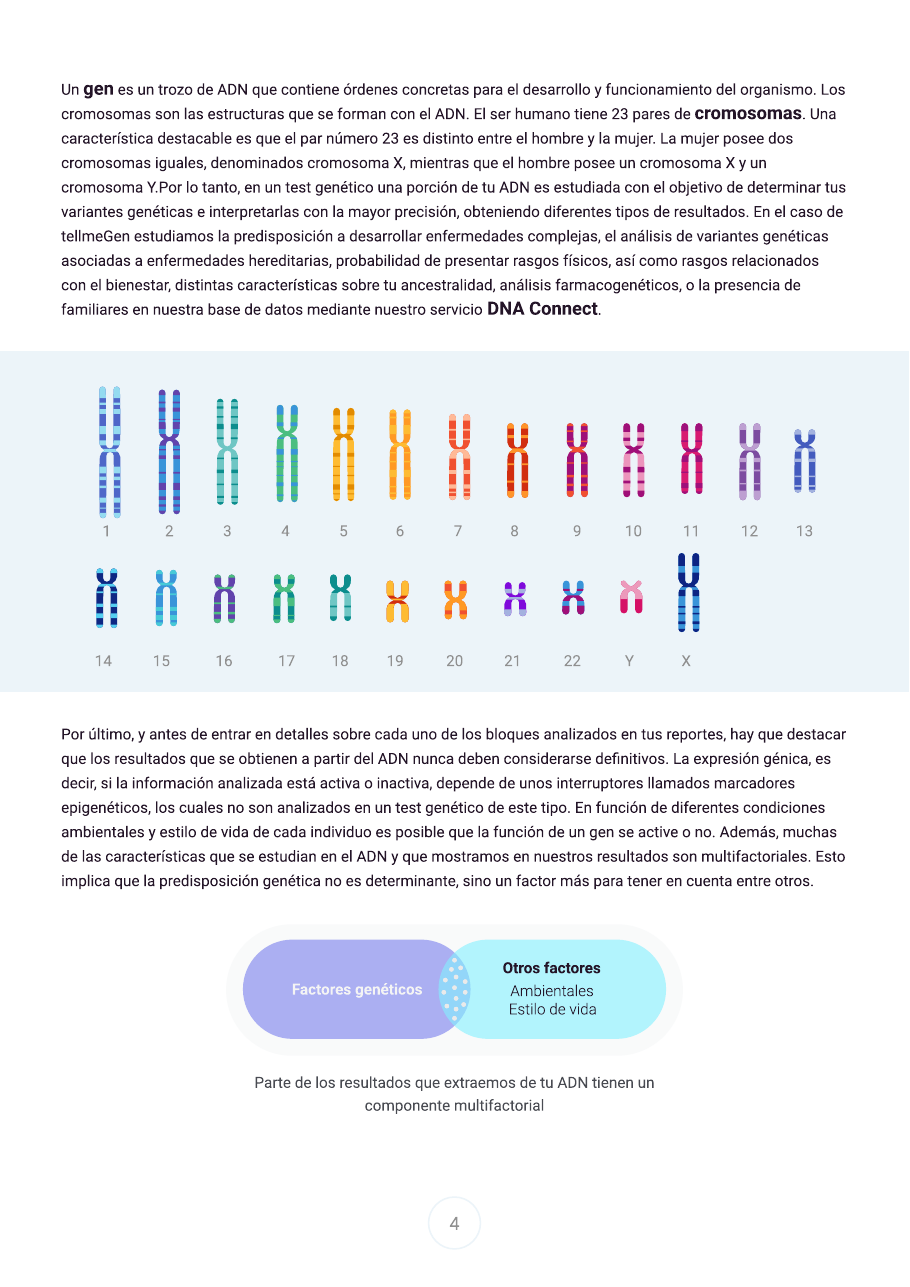 Un gen es un trozo de ADN que contiene órdenes concretas para el desarrollo y funcionamiento del organismo. Los
cromosomas son las estructuras que se forman con el ADN. El ser humano tiene 23 pares de cromosomas. Una
característica destacable es que el par número 23 es distinto entre el hombre y la mujer. La mujer posee dos
cromosomas iguales, denominados cromosoma X, mientras que el hombre posee un cromosoma X y un
cromosoma Y.Por lo tanto, en un test genético una porción de tu ADN es estudiada con el objetivo de determinar tus
variantes genéticas e interpretarlas con la mayor precisión, obteniendo diferentes tipos de resultados. En el caso de
tellmeGen estudiamos la predisposición a desarrollar enfermedades complejas, el análisis de variantes genéticas
asociadas a enfermedades hereditarias, probabilidad de presentar rasgos físicos, así como rasgos relacionados
con el bienestar, distintas características sobre tu ancestralidad, análisis farmacogenéticos, o la presencia de
familiares en nuestra base de datos mediante nuestro servicio DNA Connect.
1 2 3 4 5 6 7 8 9 10 11 12 13
14 15 16 17 18 19 20 21 22 Y X
Por último, y antes de entrar en detalles sobre cada uno de los bloques analizados en tus reportes, hay que destacar
que los resultados que se obtienen a partir del ADN nunca deben considerarse definitivos. La expresión génica, es
decir, si la información analizada está activa o inactiva, depende de unos interruptores llamados marcadores
epigenéticos, los cuales no son analizados en un test genético de este tipo. En función de diferentes condiciones
ambientales y estilo de vida de cada individuo es posible que la función de un gen se active o no. Además, muchas
de las características que se estudian en el ADN y que mostramos en nuestros resultados son multifactoriales. Esto
implica que la predisposición genética no es determinante, sino un factor más para tener en cuenta entre otros.
Factores genéticos
Otros factores
Ambientales
Estilo de vida
Parte de los resultados que extraemos de tu ADN tienen un
componente multifactorial
4